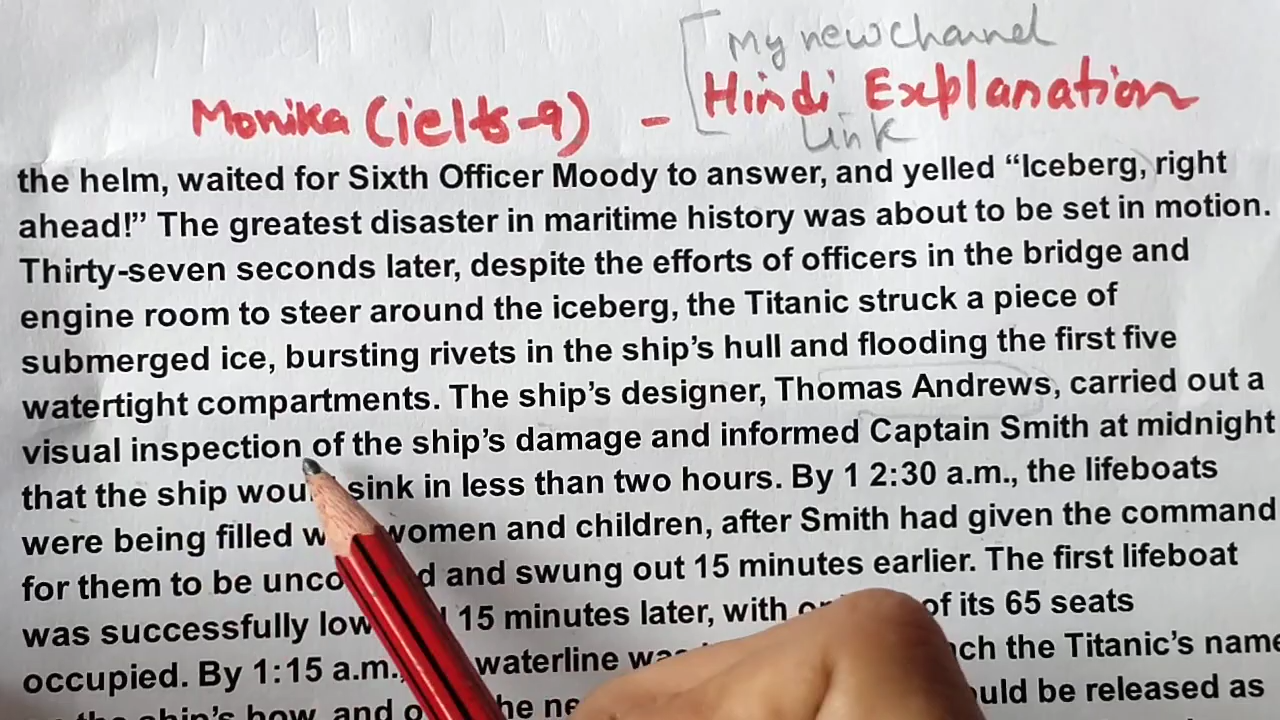 My new channel
Monika (ielts-9) - Hindi Explanation
Link
the helm, waited for Sixth Officer Moody to answer, and yelled “Iceberg, right
ahead!” The greatest disaster in maritime history was about to be set in motion.
Thirty-seven seconds later, despite the efforts of officers in the bridge and
engine room to steer around the iceberg, the Titanic struck a piece of
submerged ice, bursting rivets in the ship’s hull and flooding the first five
watertight compartments. The ship’s designer, Thomas Andrews, carried out a
visual inspection of the ship’s damage and informed Captain Smith at midnight
that the ship sink in less than two hours. By 1 2:30 a.m., the lifeboats
were being filled women and children, after Smith had given the command
for them to be and swung out 15 minutes earlier. The first lifeboat
was successfully 15 minutes later, with of its 65 seats
occupied. By 1:15 a.m., waterline the Titanic’s name
the ship’s bow, and be released as